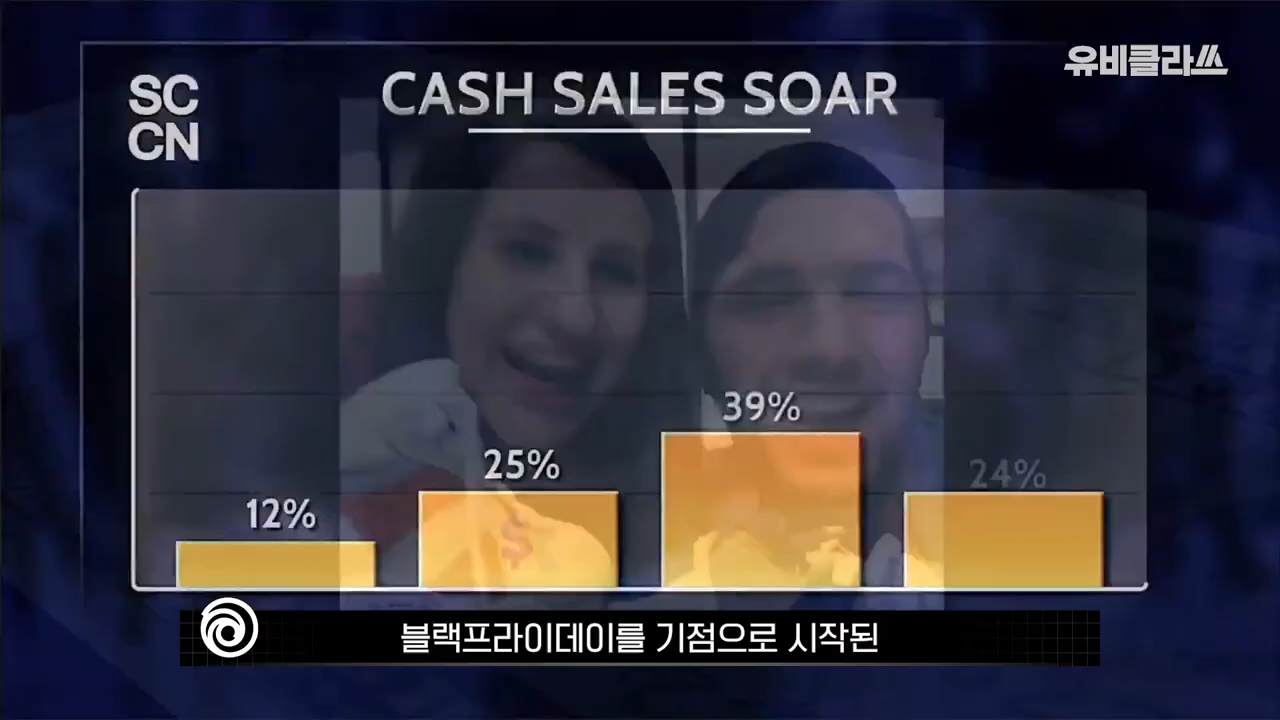 SC
CN
CASH SALES SOAR
유비클라쓰
12%
25%
39%
24%
$
블랙프라이데이를 기점으로 시작된